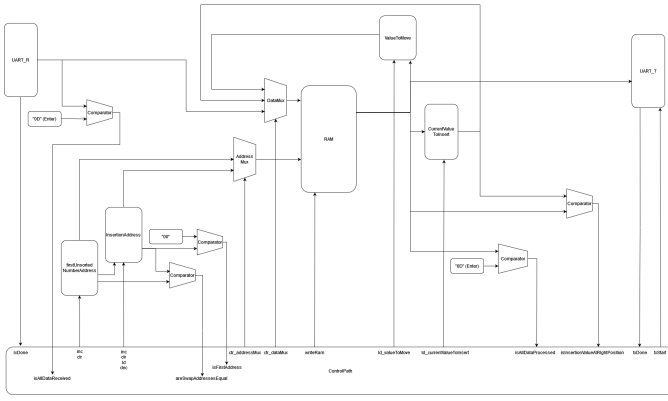 ValueToMove
UART_R
UART_T
DataMux
"0D" (Enter)
Comparator
RAM
CurrentValue
ToInsert
Address
Mux
Comparator
InsertionAddress
"00"
Comparator
firstUnsorted
NumberAddress
Comparator
"0D" (Enter)
Comparator
isDone
inc
clr
inc
clr
ld
dec
ctr_addressMux
ctr_dataMux
writeRam
ld_valueToMove
ld_currentValueToInsert
isAllDataProcessed
isInsertionValueAtRightPosition
txDone
txStart
isFirstAddress
ControlPath
isAllDataReceived
areSwapAddressesEqual